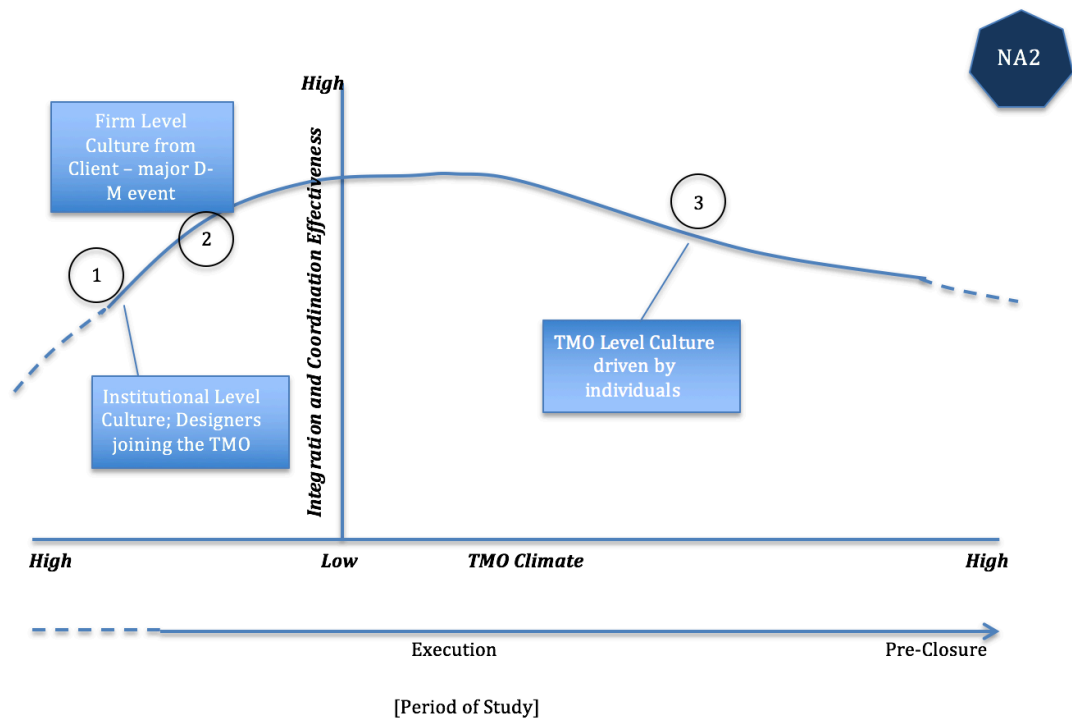 NA2
High
Firm Level
Culture from
Client – major D-
M event
Integration and Coordination Effectiveness
1
2
3
TMO Level Culture
driven by
individuals
Institutional Level
Culture; Designers
joining the TMO
High
Low
TMO Climate
High
Execution
Pre-Closure
[Period of Study]